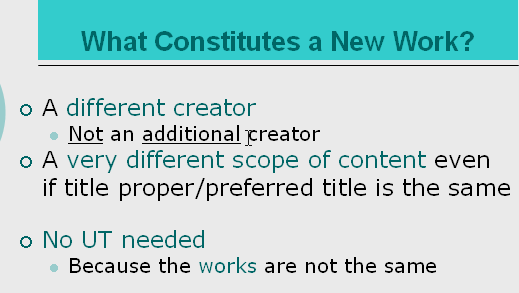 What Constitutes a New Work?
A different creator
Not an additional creator
A very different scope of content even
if title proper/preferred title is the same
No UT needed
Because the works are not the same